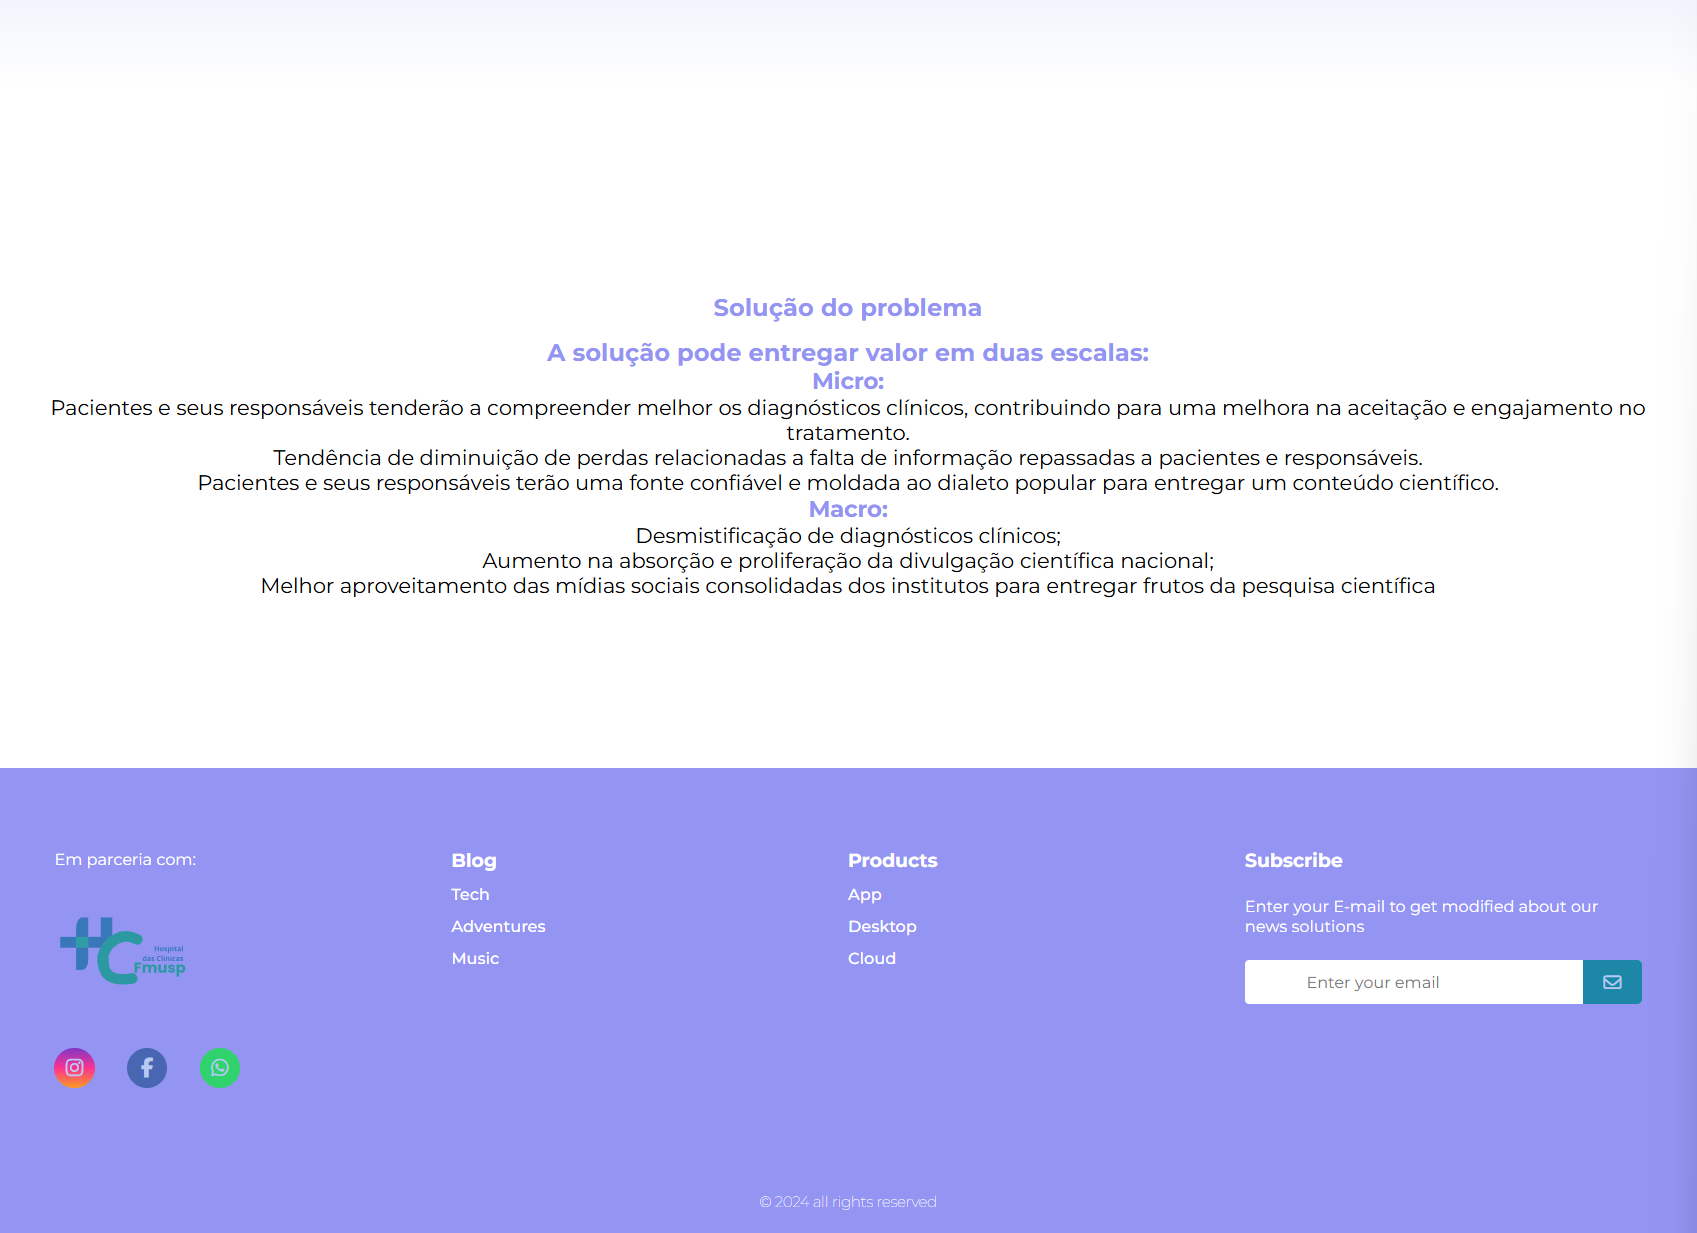 Solução do problema
A solução pode entregar valor em duas escalas:
Micro:
Pacientes e seus responsáveis tenderão a compreender melhor os diagnósticos clínicos, contribuindo para uma melhora na aceitação e engajamento no
tratamento.
Tendência de diminuição de perdas relacionadas a falta de informação repassadas a pacientes e responsáveis.
Pacientes e seus responsáveis terão uma fonte confiável e moldada ao dialeto popular para entregar um conteúdo científico.
Macro:
Desmistificação de diagnósticos clínicos;
Aumento na absorção e proliferação da divulgação científica nacional;
Melhor aproveitamento das mídias sociais consolidadas dos institutos para entregar frutos da pesquisa científica
Em parceria com:
HC
Hospital
das Clínicas
Fmusp
Blog
Tech
Adventures
Music
Products
App
Desktop
Cloud
Subscribe
Enter your E-mail to get modified about our
news solutions
Enter your email
© 2024 all rights reserved